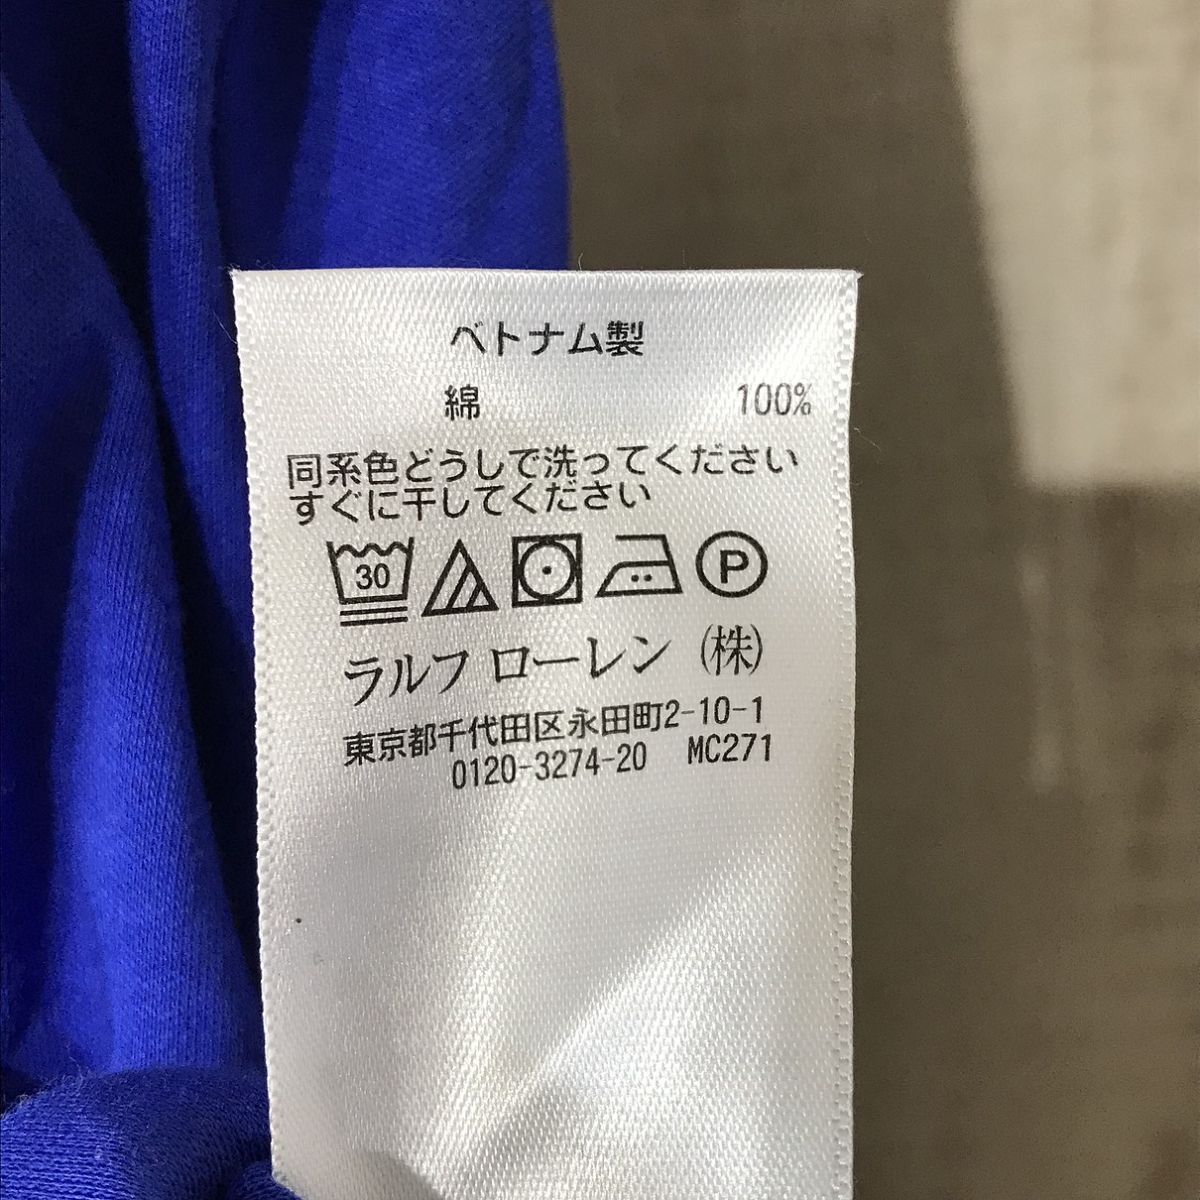 ベトナム製
綿 100%
同系色どうしで洗ってください
すぐに干してください
30 P
ラルフ ローレン (株)
東京都千代田区永田町2-10-1
0120-3274-20 MC271